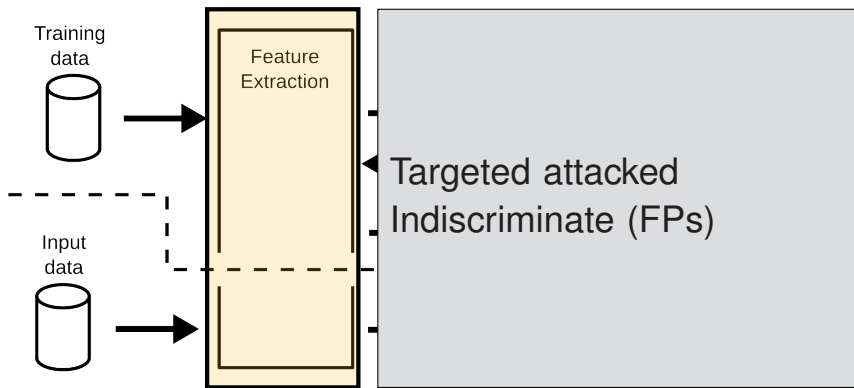 Training
data
Feature
Extraction
Targeted attacked
Indiscriminate (FPs)
Input
data